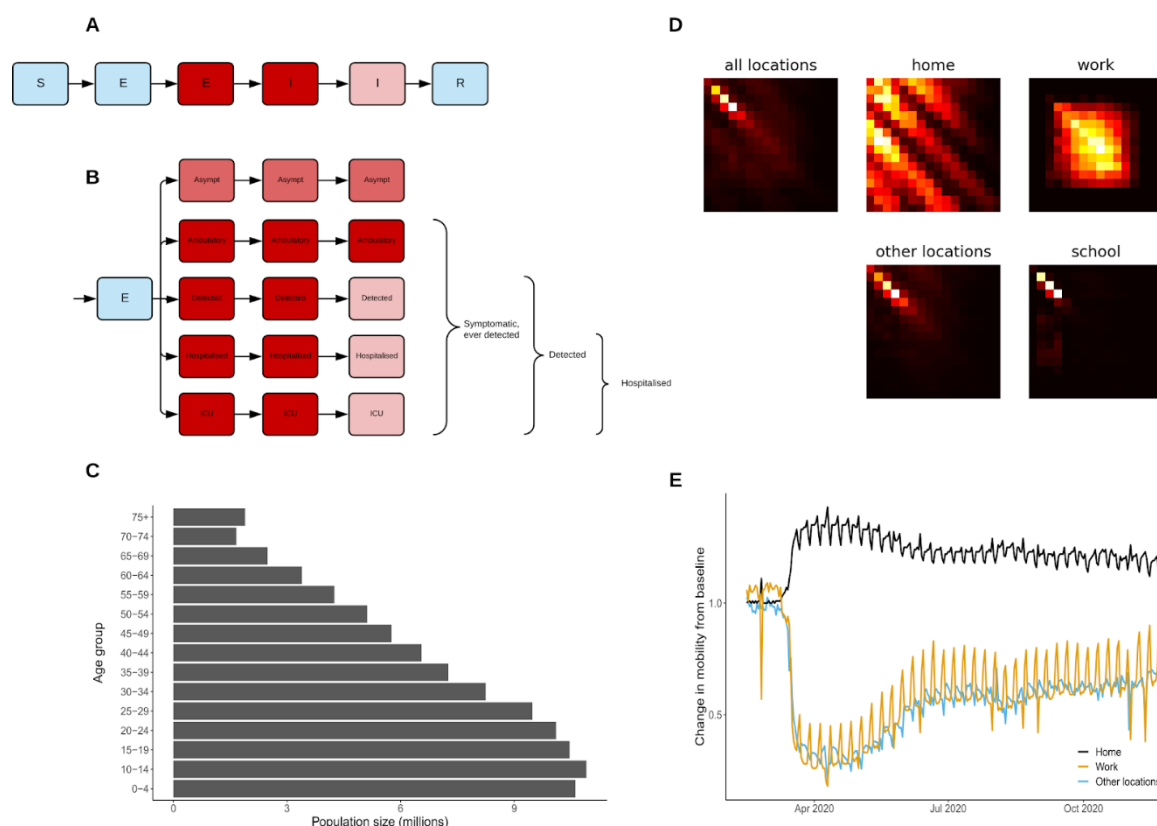 A
S E E I I R
B
Asympt Asympt Asympt
Ambulatory Ambulatory Ambulatory
E
Detected Detected Detected
Hospitalised Hospitalised Hospitalised
ICU ICU ICU
Symptomatic,
ever detected
Detected
Hospitalised
C
Age group
75+
70−74
65−69
60−64
55−59
50−54
45−49
40−44
35−39
30−34
25−29
20−24
15−19
10−14
0−4
0 3 6 9
Population size (millions)
D
all locations home work
other locations school
E
Change in mobility from baseline
1.0
0.5
Home
Work
Other locations
Apr 2020 Jul 2020 Oct 2020